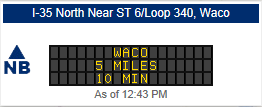 I-35 North Near ST 6/Loop 340, Waco
NB
WACO
5 MILES
10 MIN
As of 12:43 PM